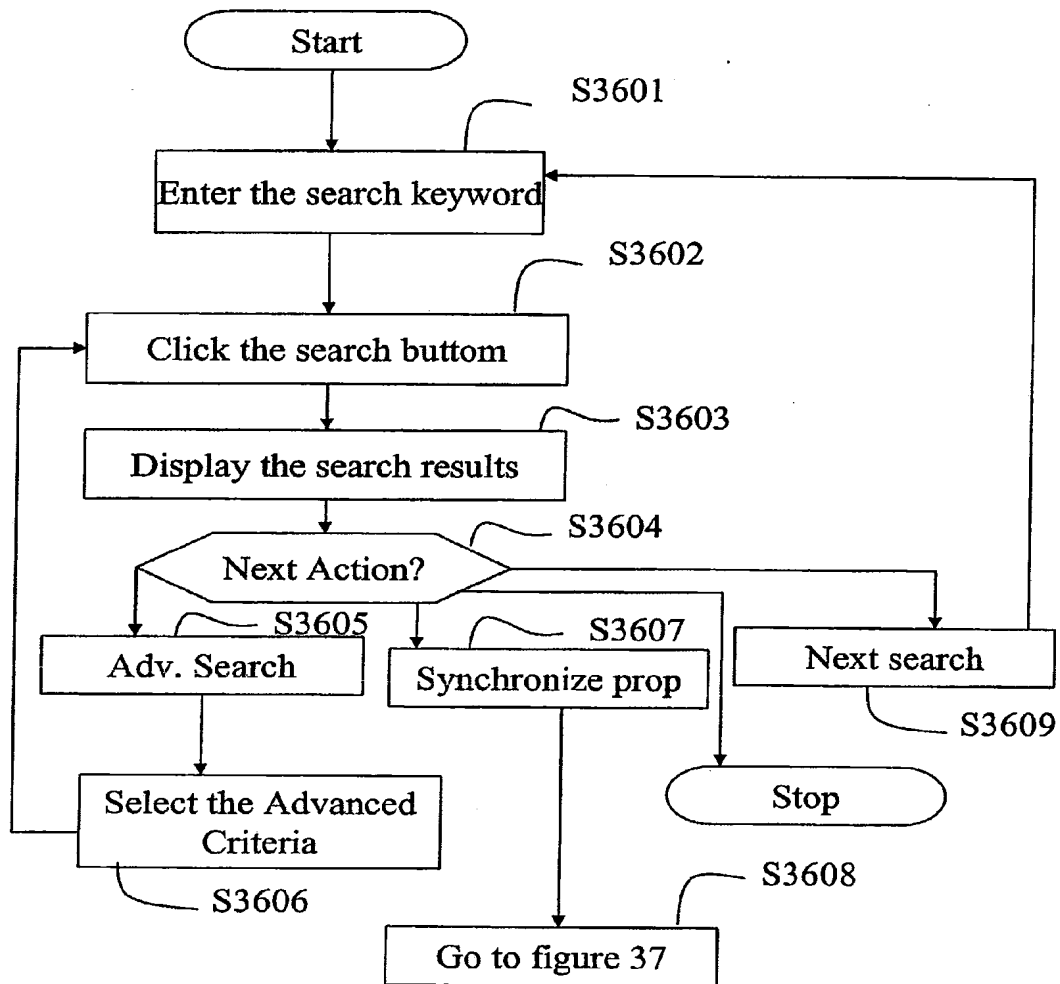 Start
S3601
Enter the search keyword
S3602
Click the search buttom
S3603
Display the search results
S3604
Next Action?
S3605
Adv. Search
S3607
Synchronize prop
Next search
S3609
Select the Advanced
Criteria
S3606
Stop
S3608
Go to figure 37